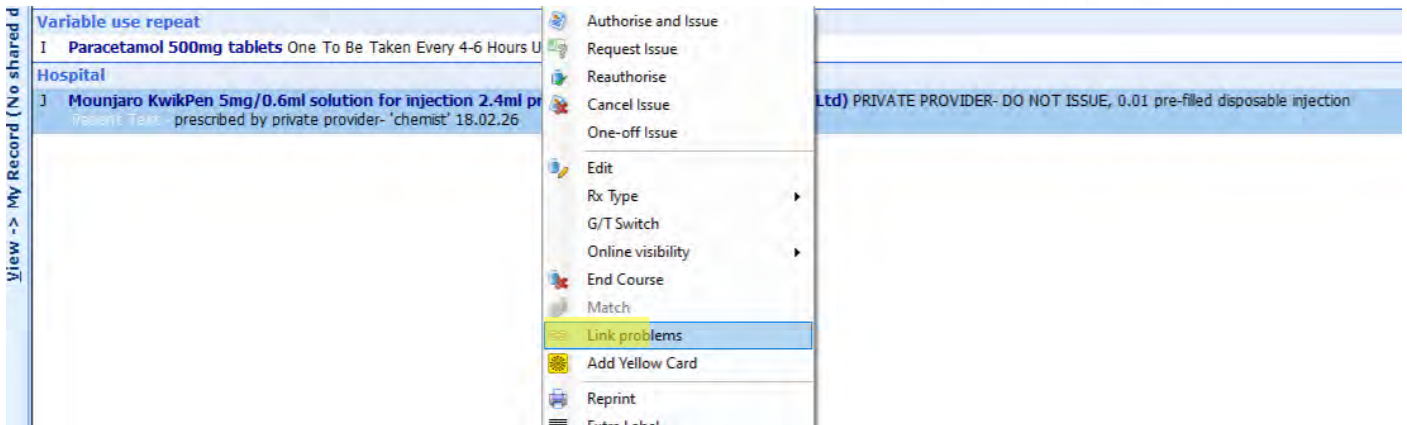 View -> My Record (No shared d
Variable use repeat
I Paracetamol 500mg tablets One To Be Taken Every 4-6 Hours U
Hospital
J Mounjaro KwikPen 5mg/0.6ml solution for injection 2.4ml pr
Ltd) PRIVATE PROVIDER- DO NOT ISSUE, 0.01 pre-filled disposable injection
Patient Text - prescribed by private provider- 'chemist' 18.02.26
Authorise and Issue
Request Issue
Reauthorise
Cancel Issue
One-off Issue
Edit
Rx Type
G/T Switch
Online visibility
End Course
Match
Link problems
Add Yellow Card
Reprint
Extra Label